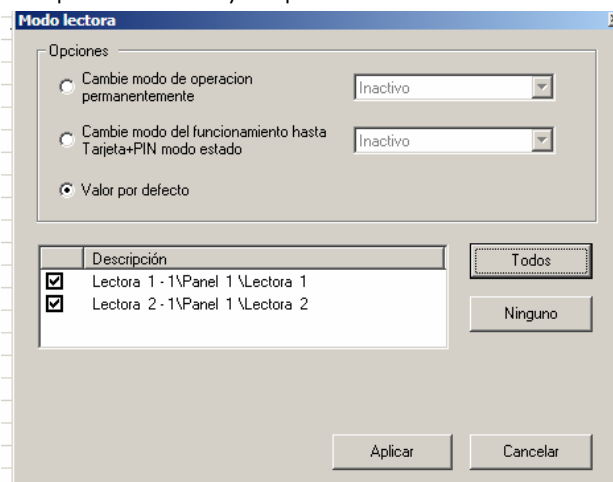 Modo lectora
Opciones
Cambie modo de operacion
permanentemente
Inactivo
Cambie modo del funcionamiento hasta
Tarjeta+PIN modo estado
Inactivo
Valor por defecto
Descripción
Lectora 1 - 1\Panel 1 \Lectora 1
Lectora 2 - 1\Panel 1 \Lectora 2
Todos
Ninguno
Aplicar
Cancelar